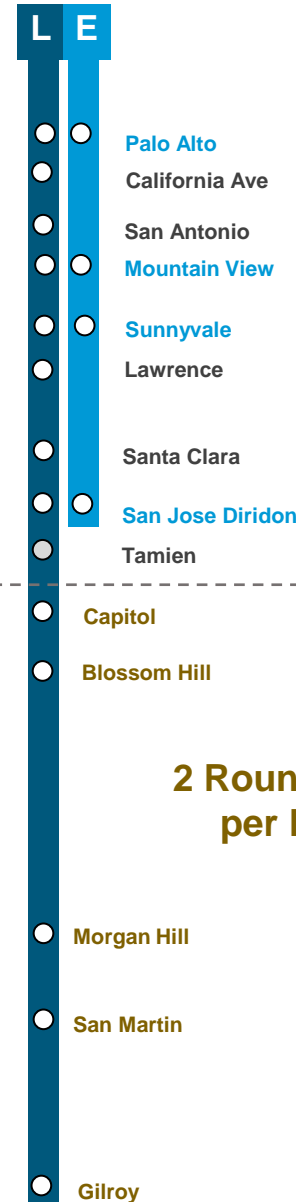 L E
Palo Alto
California Ave
San Antonio
Mountain View
Sunnyvale
Lawrence
Santa Clara
San Jose Diridon
Tamien
Capitol
Blossom Hill
2
per
Morgan Hill
San Martin
Gilroy